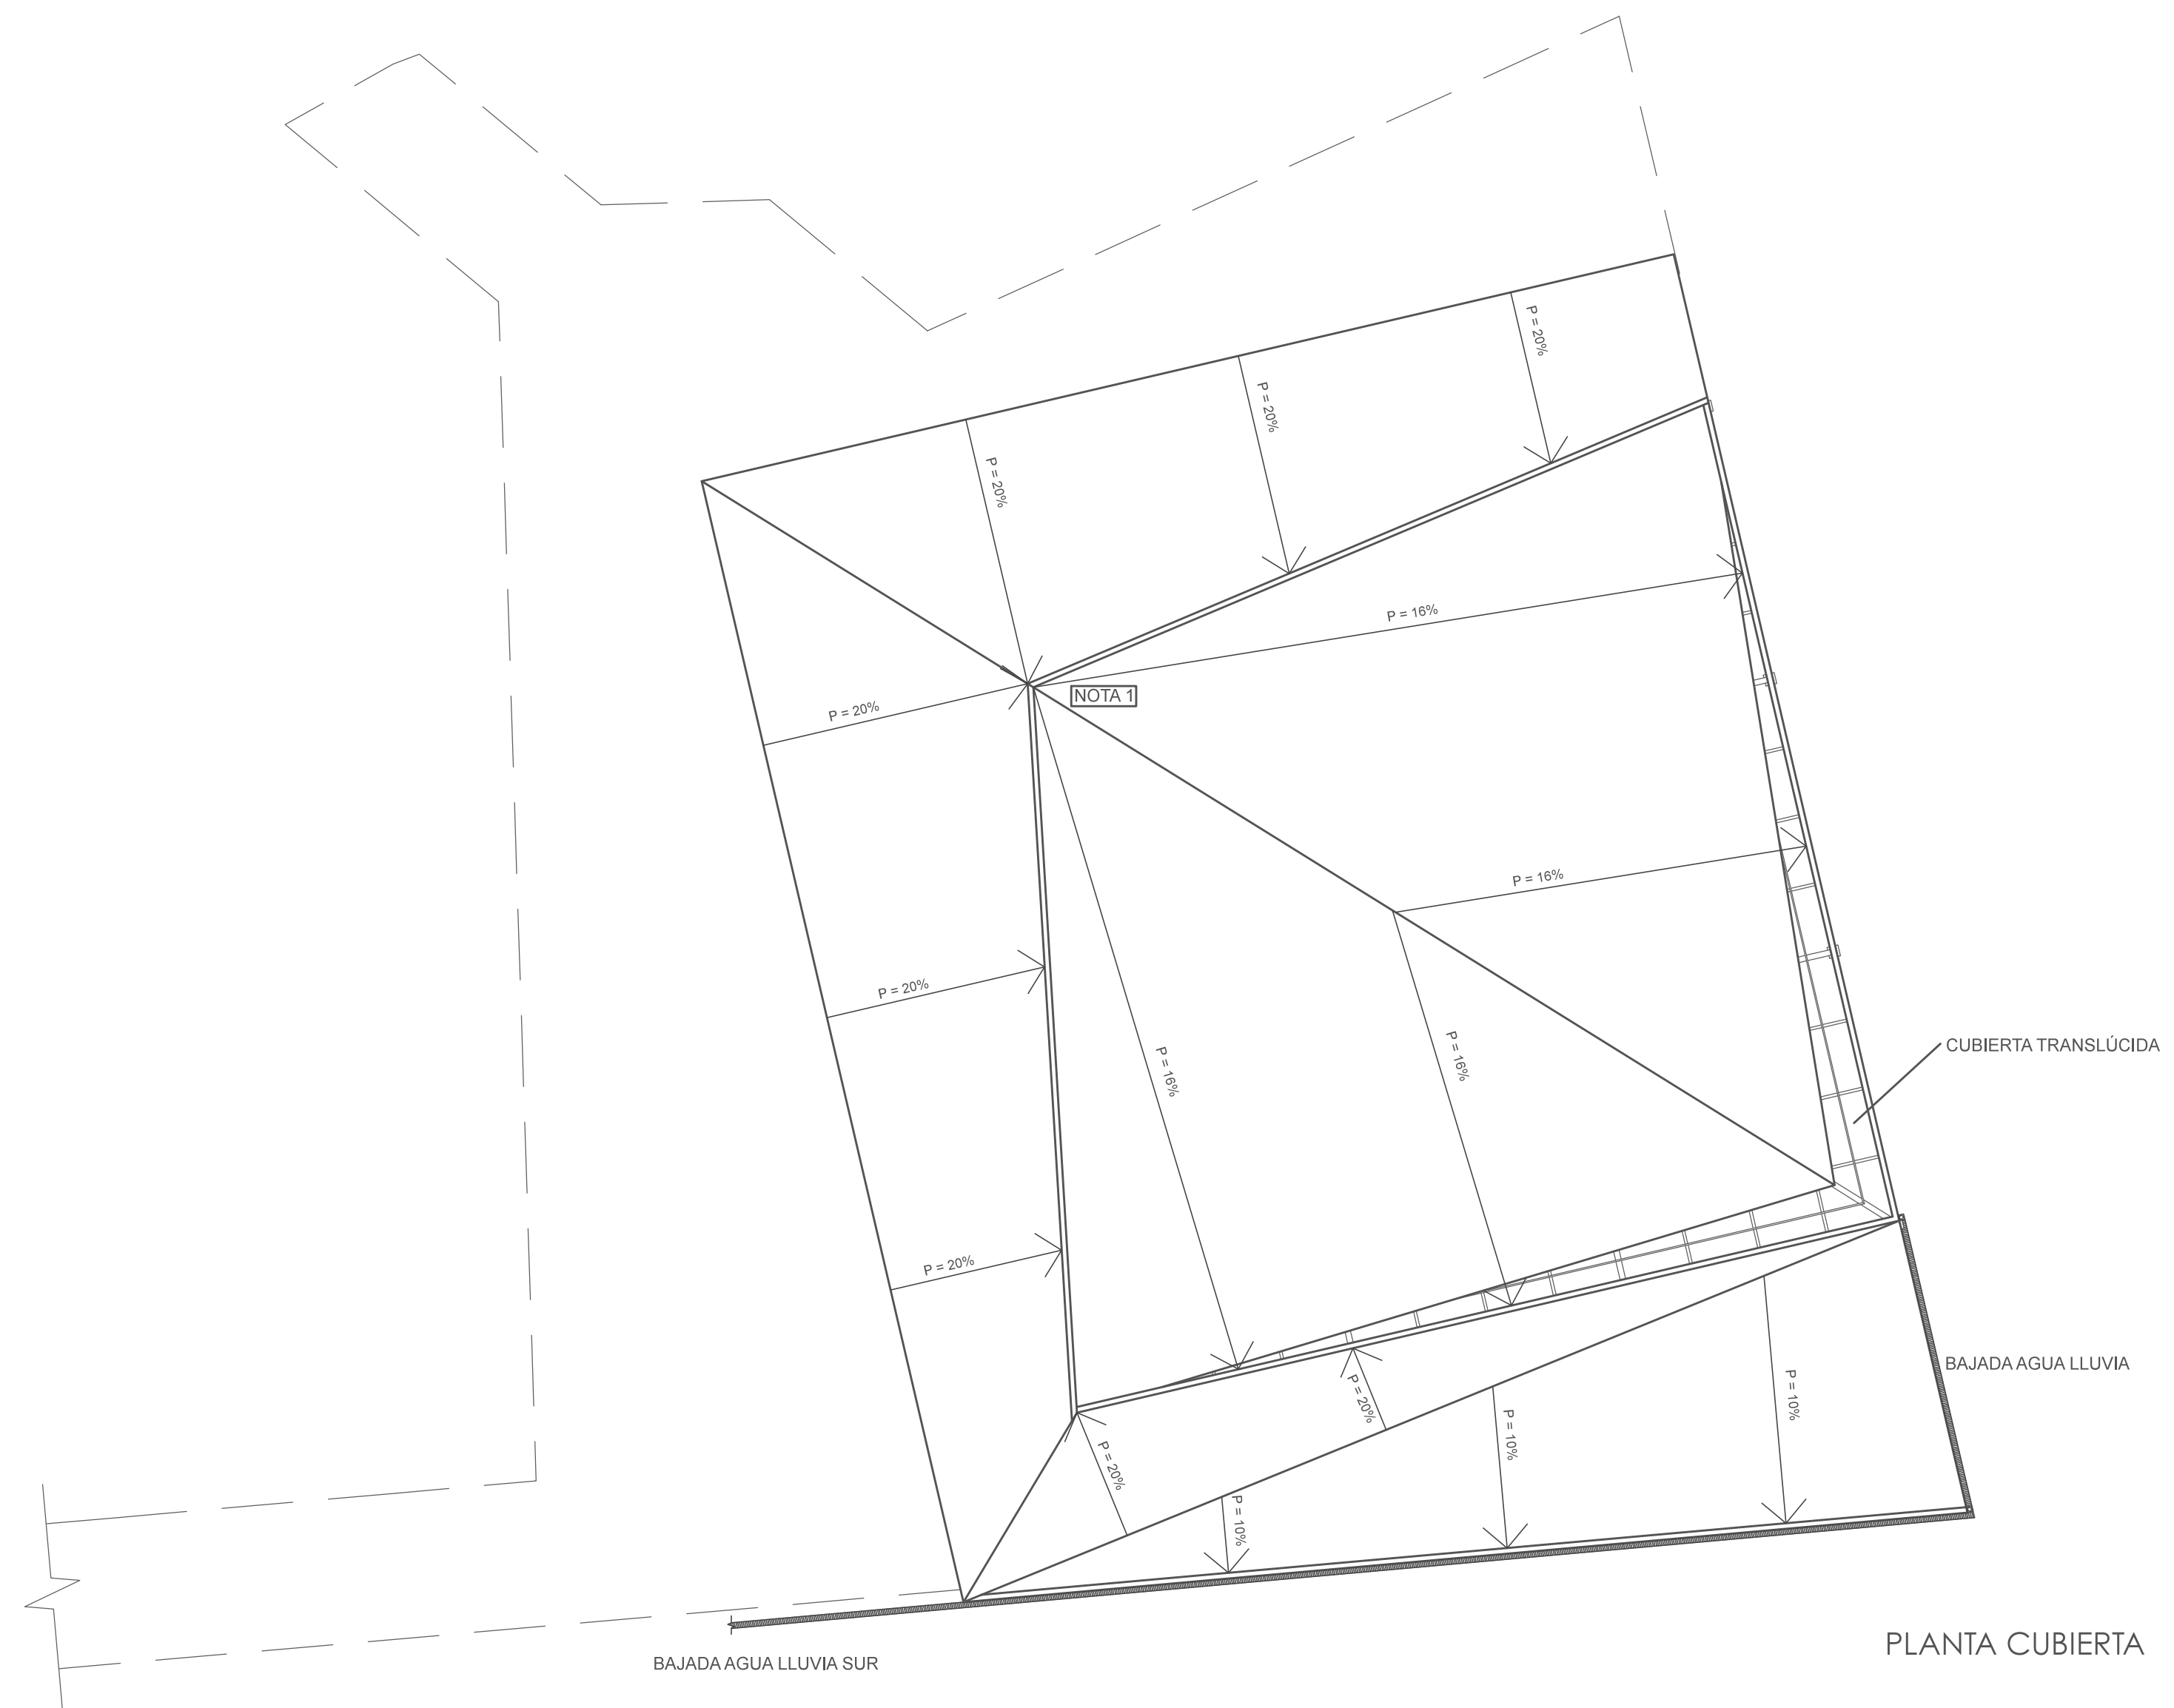 P = 20%
P = 20%
P = 20%
P = 16%
NOTA 1
P = 20%
P = 16%
P = 20%
CUBIERTA TRANSLÚCIDA
P = 16%
P = 16%
P = 20%
BAJADA AGUA LLUVIA
P = 20%
P = 10%
P = 10%
P = 20%
P = 10%
PLANTA CUBIERTA
BAJADA AGUA LLUVIA SUR